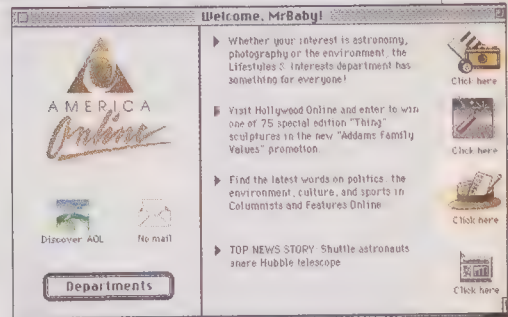 Welcome, MrBaby!
AMERICA
Online
Discover AOL
No mail
Departments
Whether your interest is astronomy,
photography or the environment, the
Lifestyles & Interests department has
something for everyone!
Click here
Visit Hollywood Online and enter to win
one of 75 special edition "Thing"
sculptures in the new "Addams Family
Values" promotion.
Click here
Find the latest words on politics, the
environment, culture, and sports in
Columnists and Features Online
Click here
TOP NEWS STORY: Shuttle astronauts
snare Hubble telescope
Click here